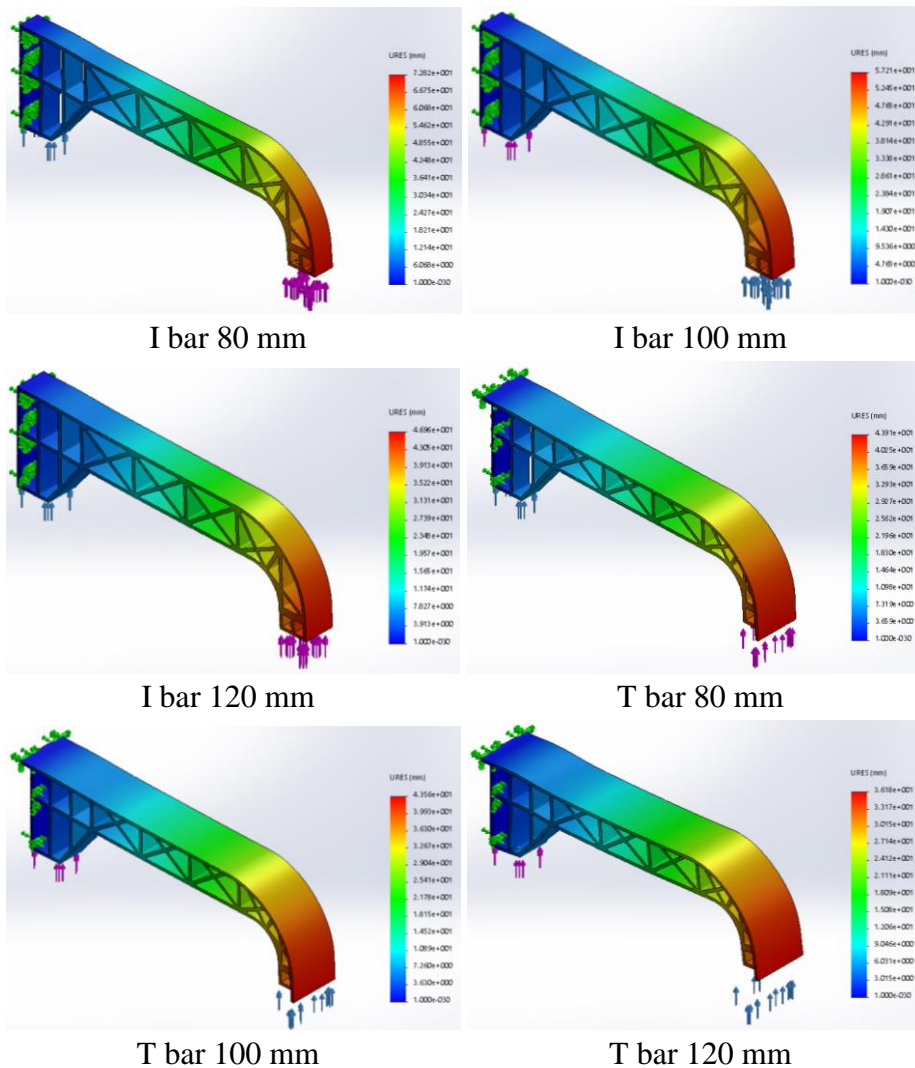 URES (mm)
7.282e+001
6.675e+001
6.068e+001
5.462e+001
4.855e+001
4.248e+001
3.641e+001
3.034e+001
2.427e+001
1.821e+001
1.214e+001
6.068e+000
1.000e-030
I bar 80 mm
URES (mm)
5.721e+001
5.245e+001
4.768e+001
4.291e+001
3.814e+001
3.338e+001
2.861e+001
2.384e+001
1.907e+001
1.430e+001
9.536e+000
4.768e+000
1.000e-030
I bar 100 mm
URES (mm)
4.696e+001
4.305e+001
3.913e+001
3.522e+001
3.131e+001
2.739e+001
2.348e+001
1.957e+001
1.565e+001
1.174e+001
7.827e+000
3.913e+000
1.000e-030
I bar 120 mm
URES (mm)
4.391e+001
4.025e+001
3.659e+001
3.293e+001
2.927e+001
2.562e+001
2.196e+001
1.830e+001
1.464e+001
1.098e+001
7.319e+000
3.659e+000
1.000e-030
T bar 80 mm
URES (mm)
4.356e+001
3.993e+001
3.630e+001
3.267e+001
2.904e+001
2.541e+001
2.178e+001
1.815e+001
1.452e+001
1.089e+001
7.260e+000
3.630e+000
1.000e-030
T bar 100 mm
URES (mm)
3.618e+001
3.317e+001
3.015e+001
2.714e+001
2.412e+001
2.111e+001
1.809e+001
1.508e+001
1.206e+001
9.046e+000
6.031e+000
3.015e+000
1.000e-030
T bar 120 mm